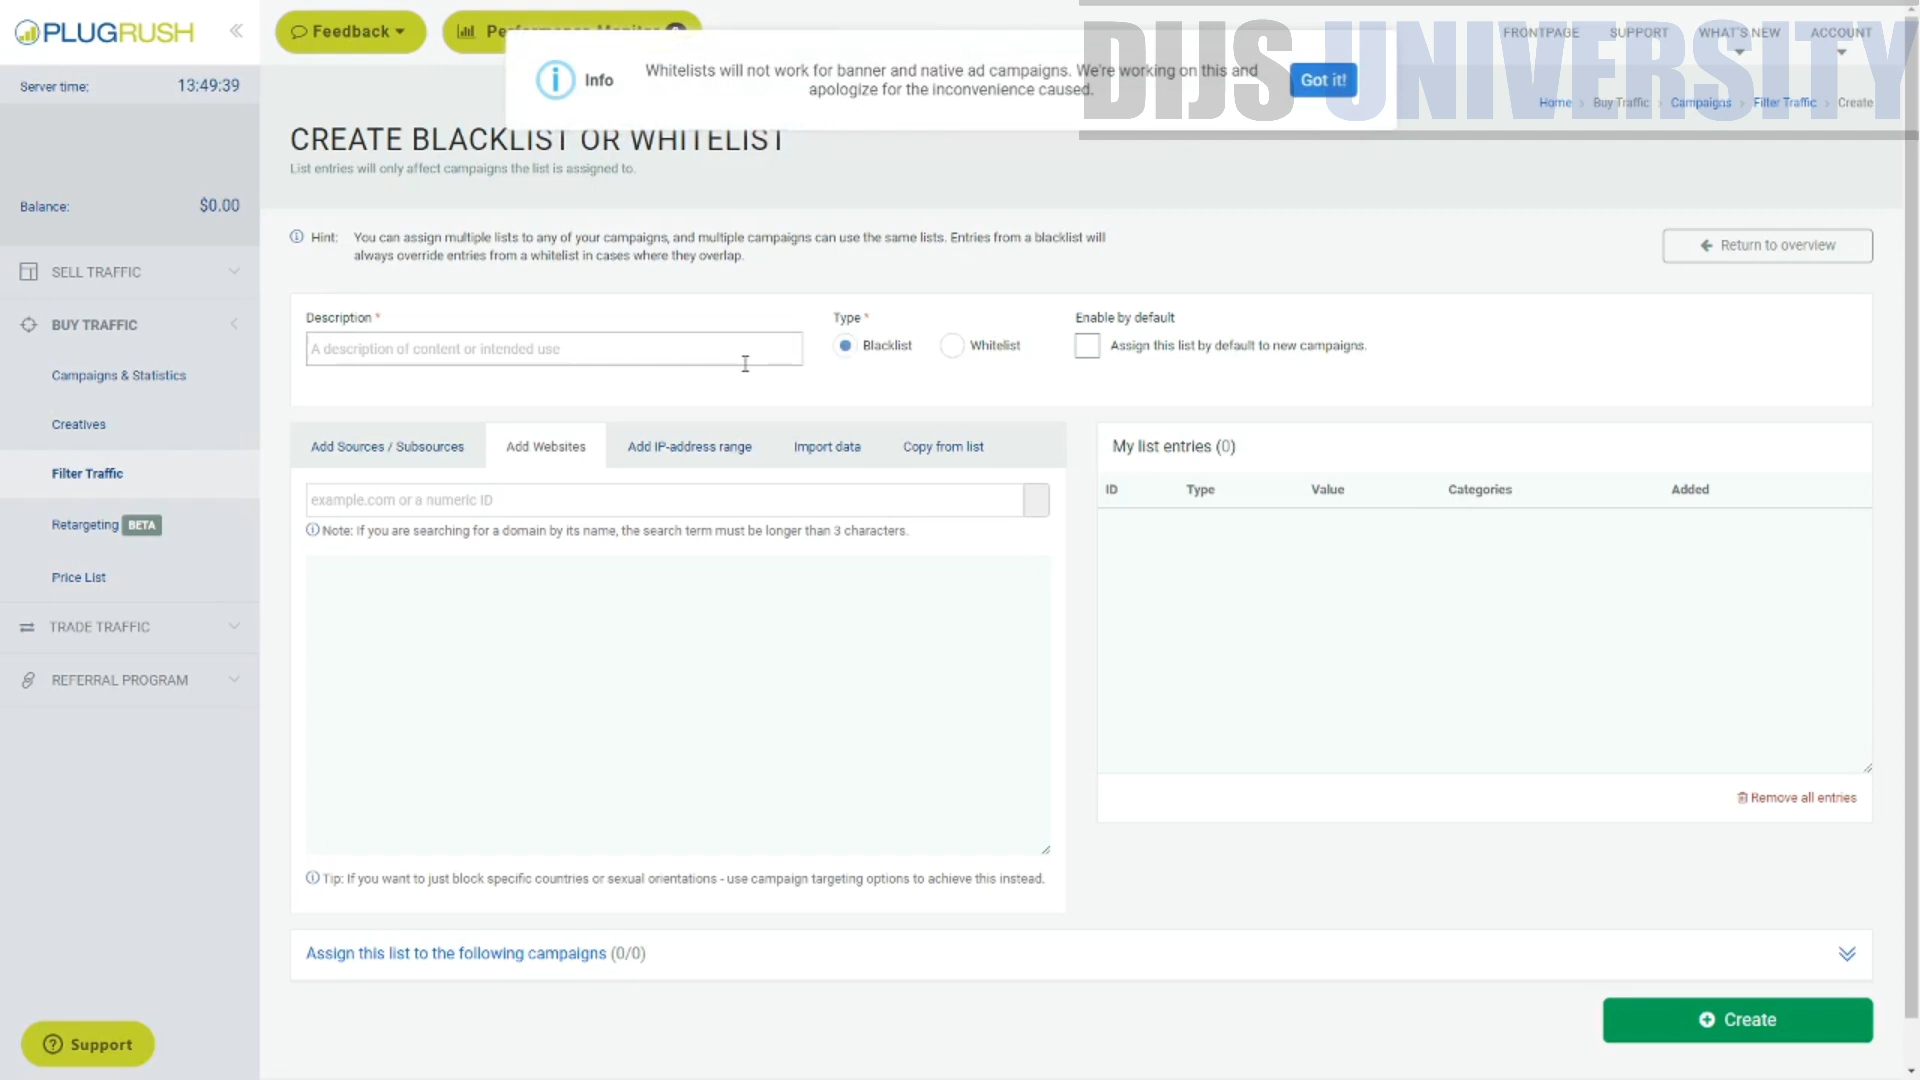 PLUGRUSH
Feedback
FRONTPAGE SUPPORT WHAT'S NEW ACCOUNT
DIJS UNIVERSITY
Info
Whitelists will not work for banner and native ad campaigns. We're working on this and
apologize for the inconvenience caused.
Got it!
Server time: 13:49:39
Home > Buy Traffic > Campaigns > Filter Traffic > Create
CREATE BLACKLIST OR WHITELIST
List entries will only affect campaigns the list is assigned to.
Balance: $0.00
Hint: You can assign multiple lists to any of your campaigns, and multiple campaigns can use the same lists. Entries from a blacklist will
always override entries from a whitelist in cases where they overlap.
Return to overview
SELL TRAFFIC
BUY TRAFFIC
Campaigns & Statistics
Creatives
Filter Traffic
Retargeting BETA
Price List
TRADE TRAFFIC
REFERRAL PROGRAM
Description *
A description of content or intended use
Type *
Blacklist Whitelist
Enable by default
Assign this list by default to new campaigns.
Add Sources / Subsources Add Websites Add IP-address range Import data Copy from list
example.com or a numeric ID
Note: If you are searching for a domain by its name, the search term must be longer than 3 characters.
Tip: If you want to just block specific countries or sexual orientations - use campaign targeting options to achieve this instead.
My list entries (0)
ID Type Value Categories Added
Remove all entries
Assign this list to the following campaigns (0/0)
Create
Support